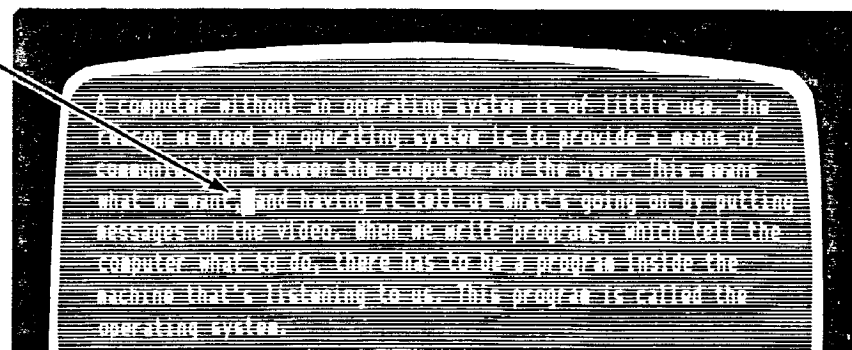 A computer without an operating system is of little use. The
reason we need an operating system is to provide a means of
communication between the computer and the user. This means
what we want, and having it tell us what's going on by putting
messages on the video. When we write programs, which tell the
computer what to do, there has to be a program inside the
machine that's listening to us. This program is called the
operating system.